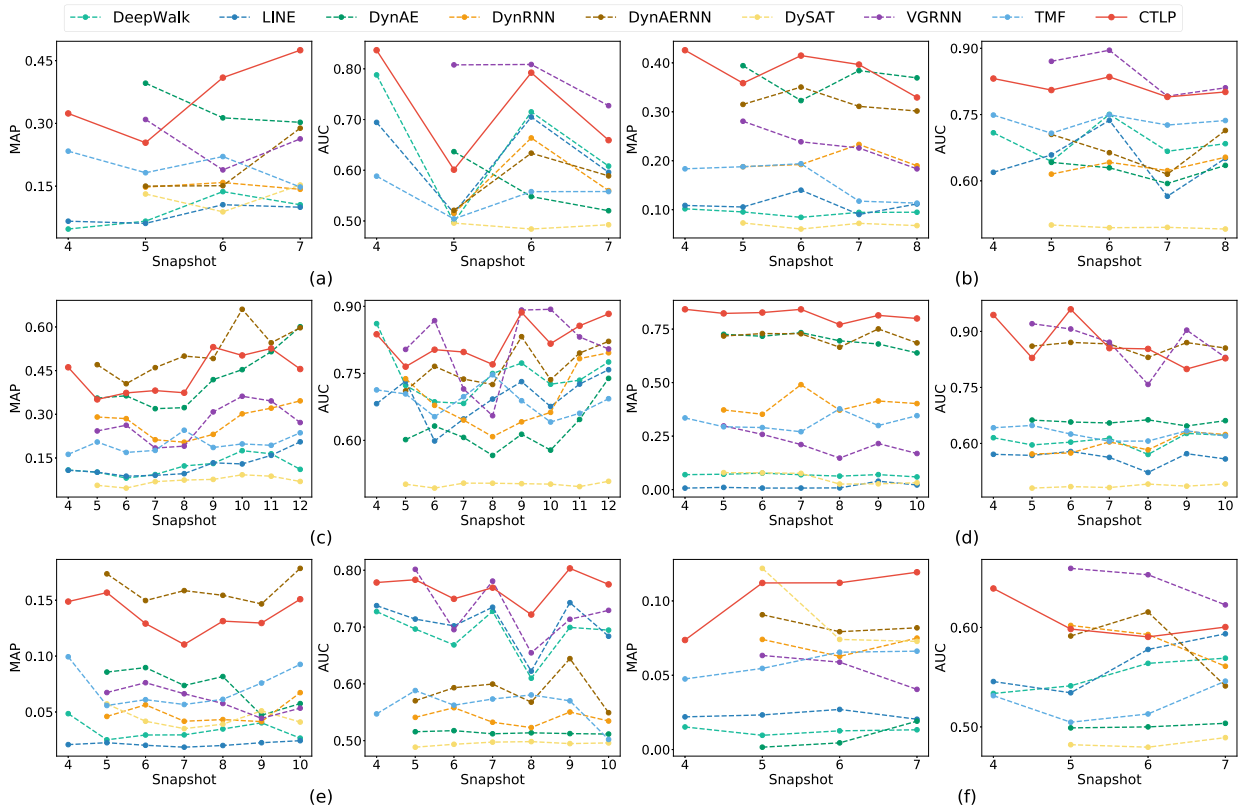 DeepWalk LINE DynAE DynRNN DynAERNN DySAT VGRNN TMF CTLP
0.45
0.30
0.15
MAP
4 5 6 7
Snapshot
0.80
0.70
0.60
0.50
AUC
4 5 6 7
Snapshot
(a)
0.40
0.30
0.20
0.10
MAP
4 5 6 7 8
Snapshot
0.90
0.75
0.60
AUC
4 5 6 7 8
Snapshot
(b)
0.60
0.45
0.30
0.15
MAP
4 5 6 7 8 9 10 11 12
Snapshot
0.90
0.75
0.60
AUC
4 5 6 7 8 9 10 11 12
Snapshot
(c)
0.75
0.50
0.25
0.00
MAP
4 5 6 7 8 9 10
Snapshot
0.90
0.75
0.60
AUC
4 5 6 7 8 9 10
Snapshot
(d)
0.15
0.10
0.05
MAP
4 5 6 7 8 9 10
Snapshot
0.80
0.70
0.60
0.50
AUC
4 5 6 7 8 9 10
Snapshot
(e)
0.10
0.05
0.00
MAP
4 5 6 7
Snapshot
0.60
0.50
AUC
4 5 6 7
Snapshot
(f)